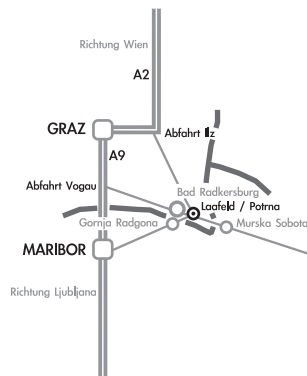 Richtung Wien
A2
GRAZ
Abfahrt Ilz
A9
Abfahrt Vogau
Bad Radkersburg
Laafeld / Potrna
Gornja Radgona
Murska Sobota
MARIBOR
Richtung Ljubljana